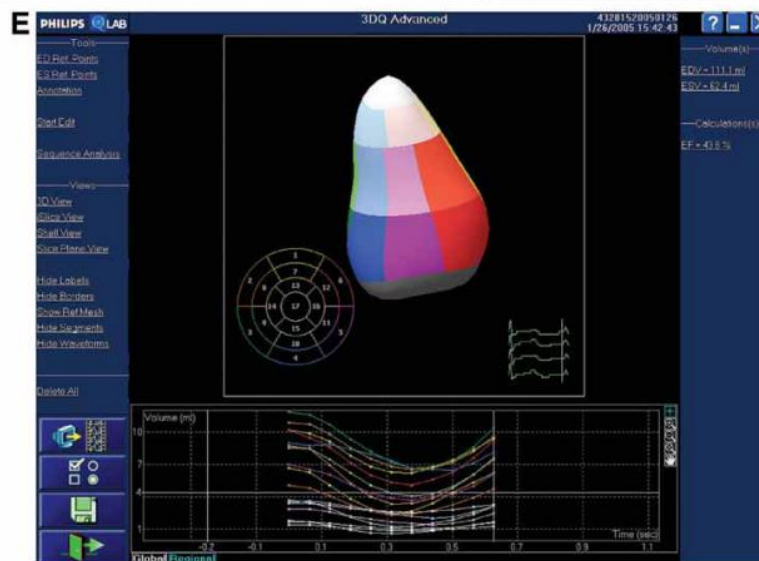 E
PHILIPS QLAB
3DQ Advanced
43281520050126
1/26/2005 15:42:43
?
Tools
ED Ref. Points
ES Ref. Points
Annotation
Start Edit
Sequence Analysis
Views
3D View
iSlice View
Shell View
Slice Plane View
Hide Labels
Hide Borders
Show Ref Mesh
Hide Segments
Hide Waveforms
Delete All
Volume(s)
EDV = 111.1 ml
ESV = 62.4 ml
Calculations(s)
EF = 43.8 %
1
2 7 6
8 13 12
14 17 16
3 9 15 11 5
10
4
Volume (ml)
10
7
4
1
Time (sec)
-0.2 -0.1 0.1 0.3 0.5 0.7 0.9 1.1
Global Regional